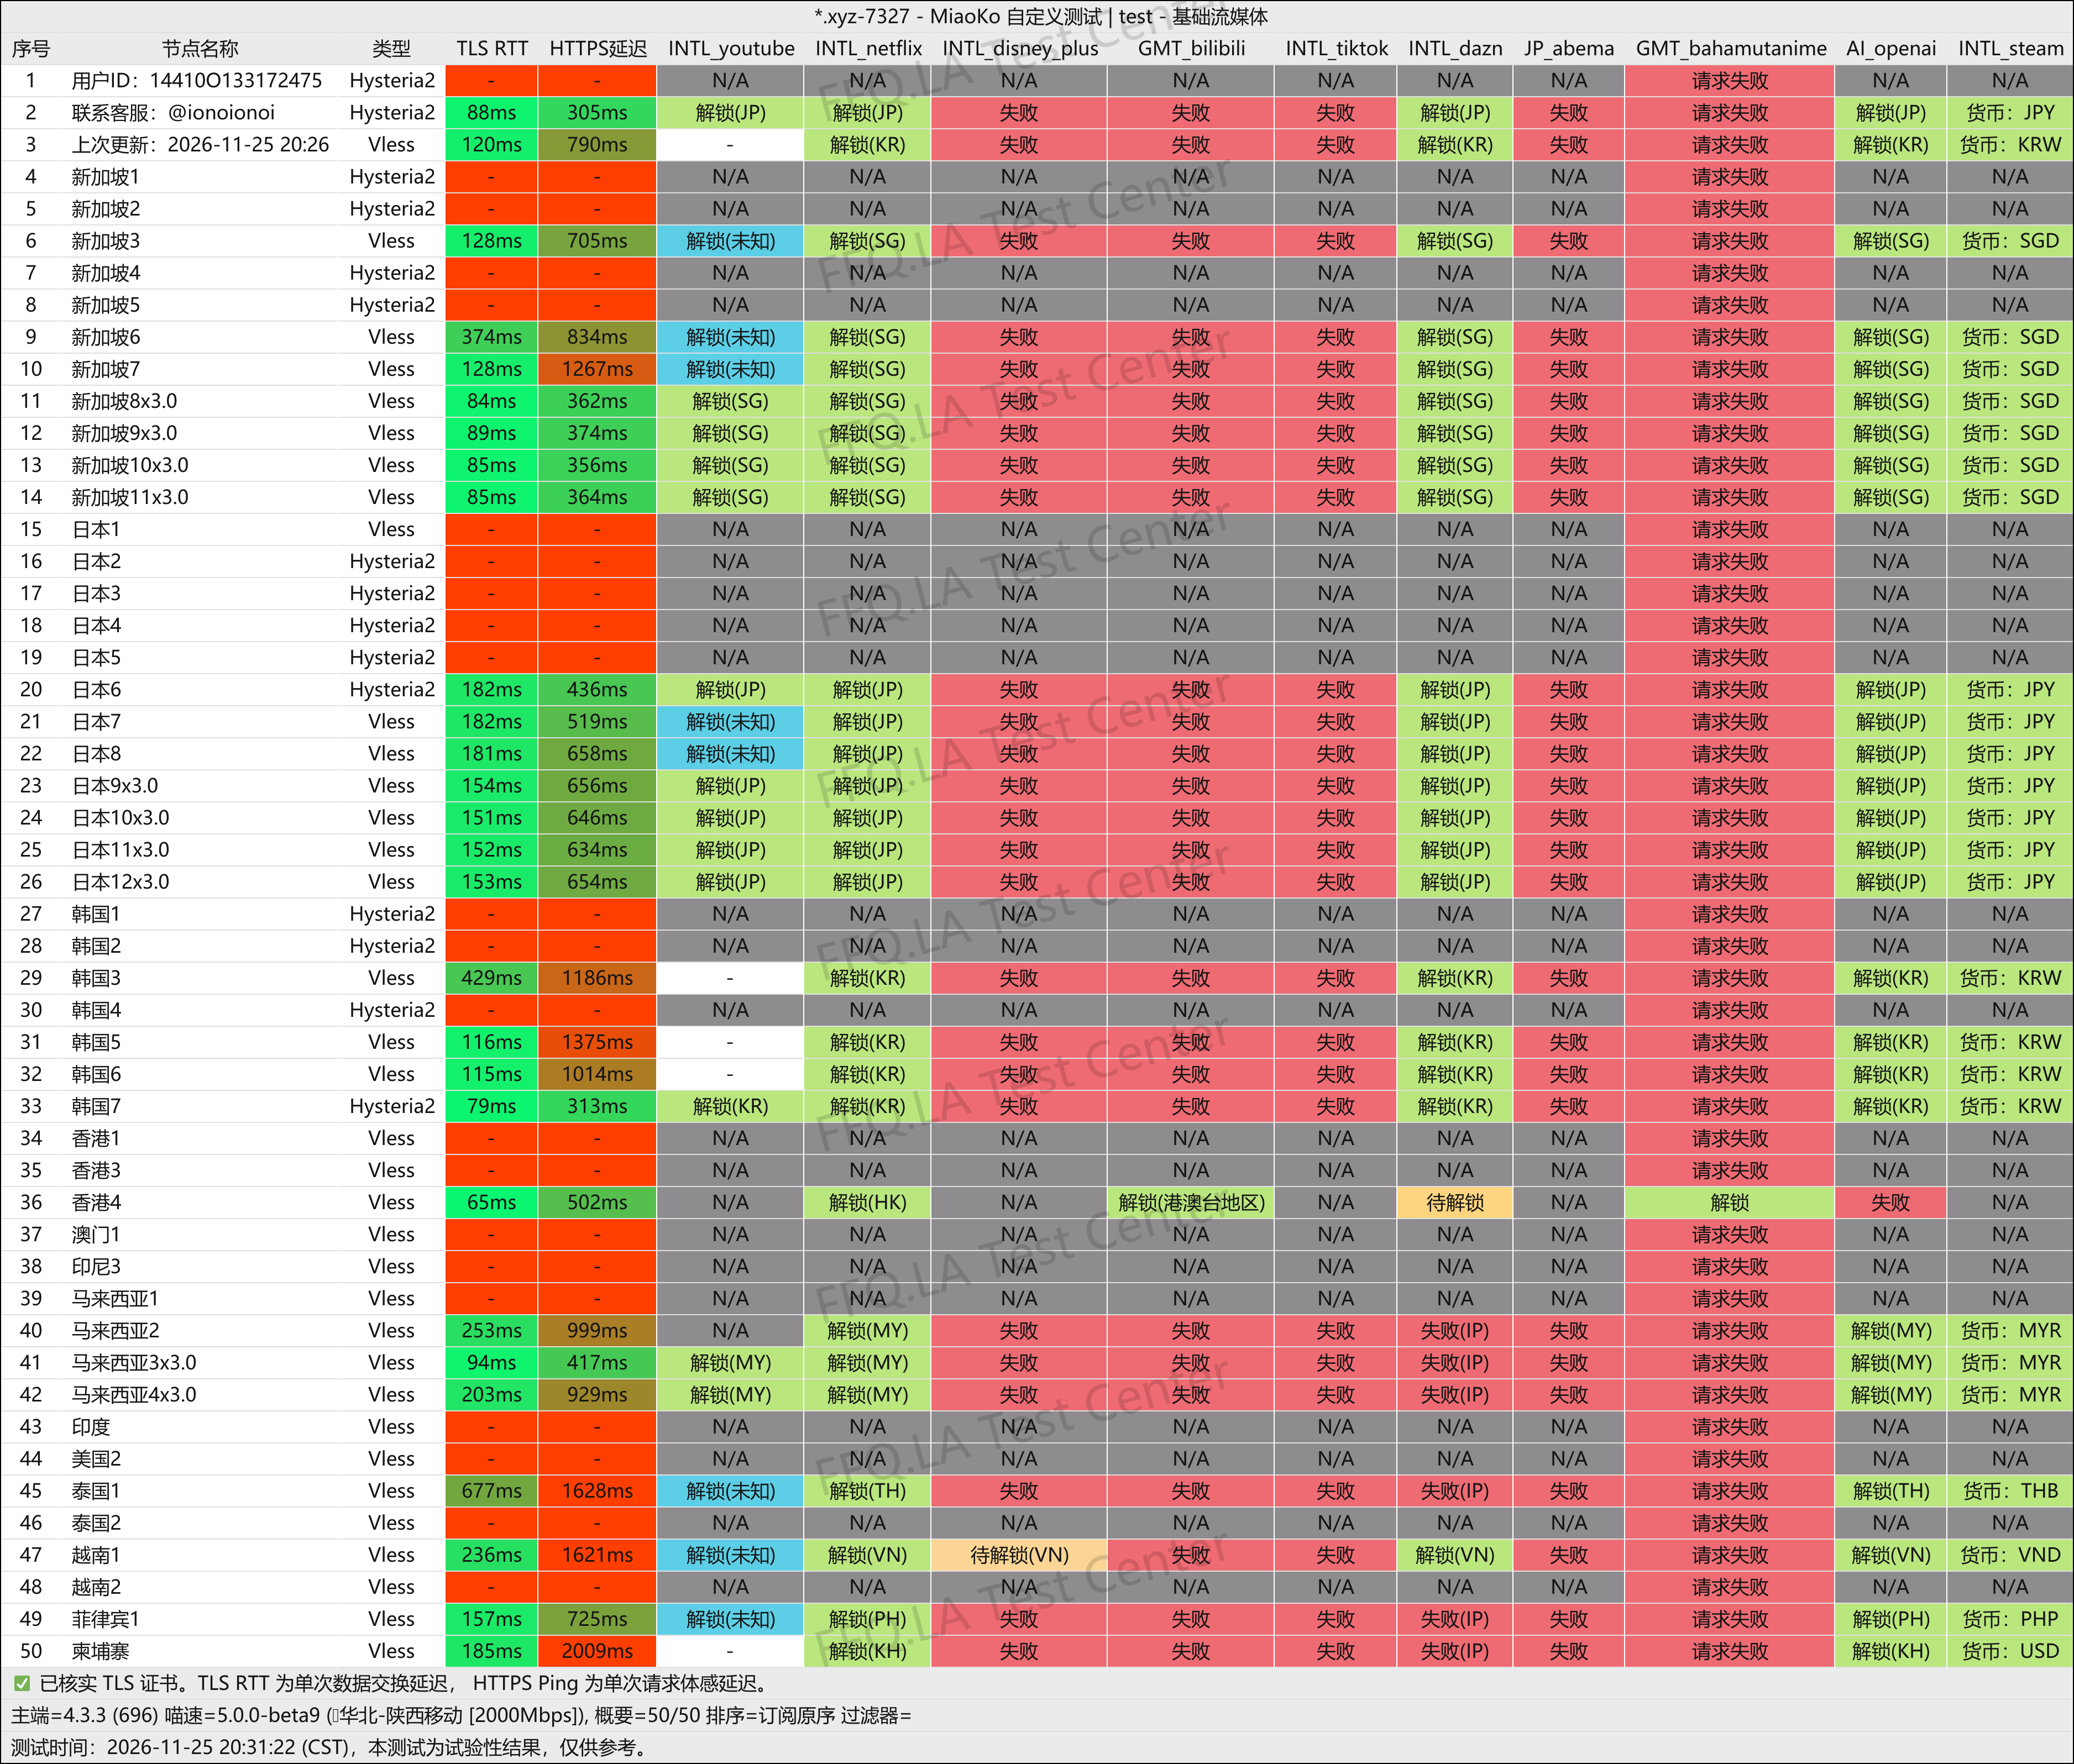 *.xyz-7327 - MiaoKo 自定义测试 | test - 基础流媒体
序号 节点名称 类型 TLS RTT HTTPS延迟 INTL_youtube INTL_netflix INTL_disney_plus GMT_bilibili INTL_tiktok INTL_dazn JP_abema GMT_bahamutanime AI_openai INTL_steam
1 用户ID：14410O133172475 Hysteria2 - - N/A N/A N/A N/A N/A N/A N/A 请求失败 N/A N/A
2 联系客服：@ionoionoi Hysteria2 88ms 305ms 解锁(JP) 解锁(JP) 失败 失败 失败 解锁(JP) 失败 请求失败 解锁(JP) 货币：JPY
3 上次更新：2026-11-25 20:26 Vless 120ms 790ms - 解锁(KR) 失败 失败 失败 解锁(KR) 失败 请求失败 解锁(KR) 货币：KRW
4 新加坡1 Hysteria2 - - N/A N/A N/A N/A N/A N/A N/A 请求失败 N/A N/A
5 新加坡2 Hysteria2 - - N/A N/A N/A N/A N/A N/A N/A 请求失败 N/A N/A
6 新加坡3 Vless 128ms 705ms 解锁(未知) 解锁(SG) 失败 失败 失败 解锁(SG) 失败 请求失败 解锁(SG) 货币：SGD
7 新加坡4 Hysteria2 - - N/A N/A N/A N/A N/A N/A N/A 请求失败 N/A N/A
8 新加坡5 Hysteria2 - - N/A N/A N/A N/A N/A N/A N/A 请求失败 N/A N/A
9 新加坡6 Vless 374ms 834ms 解锁(未知) 解锁(SG) 失败 失败 失败 解锁(SG) 失败 请求失败 解锁(SG) 货币：SGD
10 新加坡7 Vless 128ms 1267ms 解锁(未知) 解锁(SG) 失败 失败 失败 解锁(SG) 失败 请求失败 解锁(SG) 货币：SGD
11 新加坡8x3.0 Vless 84ms 362ms 解锁(SG) 解锁(SG) 失败 失败 失败 解锁(SG) 失败 请求失败 解锁(SG) 货币：SGD
12 新加坡9x3.0 Vless 89ms 374ms 解锁(SG) 解锁(SG) 失败 失败 失败 解锁(SG) 失败 请求失败 解锁(SG) 货币：SGD
13 新加坡10x3.0 Vless 85ms 356ms 解锁(SG) 解锁(SG) 失败 失败 失败 解锁(SG) 失败 请求失败 解锁(SG) 货币：SGD
14 新加坡11x3.0 Vless 85ms 364ms 解锁(SG) 解锁(SG) 失败 失败 失败 解锁(SG) 失败 请求失败 解锁(SG) 货币：SGD
15 日本1 Vless - - N/A N/A N/A N/A N/A N/A N/A 请求失败 N/A N/A
16 日本2 Hysteria2 - - N/A N/A N/A N/A N/A N/A N/A 请求失败 N/A N/A
17 日本3 Hysteria2 - - N/A N/A N/A N/A N/A N/A N/A 请求失败 N/A N/A
18 日本4 Hysteria2 - - N/A N/A N/A N/A N/A N/A N/A 请求失败 N/A N/A
19 日本5 Hysteria2 - - N/A N/A N/A N/A N/A N/A N/A 请求失败 N/A N/A
20 日本6 Hysteria2 182ms 436ms 解锁(JP) 解锁(JP) 失败 失败 失败 解锁(JP) 失败 请求失败 解锁(JP) 货币：JPY
21 日本7 Vless 182ms 519ms 解锁(未知) 解锁(JP) 失败 失败 失败 解锁(JP) 失败 请求失败 解锁(JP) 货币：JPY
22 日本8 Vless 181ms 658ms 解锁(未知) 解锁(JP) 失败 失败 失败 解锁(JP) 失败 请求失败 解锁(JP) 货币：JPY
23 日本9x3.0 Vless 154ms 656ms 解锁(JP) 解锁(JP) 失败 失败 失败 解锁(JP) 失败 请求失败 解锁(JP) 货币：JPY
24 日本10x3.0 Vless 151ms 646ms 解锁(JP) 解锁(JP) 失败 失败 失败 解锁(JP) 失败 请求失败 解锁(JP) 货币：JPY
25 日本11x3.0 Vless 152ms 634ms 解锁(JP) 解锁(JP) 失败 失败 失败 解锁(JP) 失败 请求失败 解锁(JP) 货币：JPY
26 日本12x3.0 Vless 153ms 654ms 解锁(JP) 解锁(JP) 失败 失败 失败 解锁(JP) 失败 请求失败 解锁(JP) 货币：JPY
27 韩国1 Hysteria2 - - N/A N/A N/A N/A N/A N/A N/A 请求失败 N/A N/A
28 韩国2 Hysteria2 - - N/A N/A N/A N/A N/A N/A N/A 请求失败 N/A N/A
29 韩国3 Vless 429ms 1186ms - 解锁(KR) 失败 失败 失败 解锁(KR) 失败 请求失败 解锁(KR) 货币：KRW
30 韩国4 Hysteria2 - - N/A N/A N/A N/A N/A N/A N/A 请求失败 N/A N/A
31 韩国5 Vless 116ms 1375ms - 解锁(KR) 失败 失败 失败 解锁(KR) 失败 请求失败 解锁(KR) 货币：KRW
32 韩国6 Vless 115ms 1014ms - 解锁(KR) 失败 失败 失败 解锁(KR) 失败 请求失败 解锁(KR) 货币：KRW
33 韩国7 Hysteria2 79ms 313ms 解锁(KR) 解锁(KR) 失败 失败 失败 解锁(KR) 失败 请求失败 解锁(KR) 货币：KRW
34 香港1 Vless - - N/A N/A N/A N/A N/A N/A N/A 请求失败 N/A N/A
35 香港3 Vless - - N/A N/A N/A N/A N/A N/A N/A 请求失败 N/A N/A
36 香港4 Vless 65ms 502ms N/A 解锁(HK) N/A 解锁(港澳台地区) N/A 待解锁 N/A 解锁 失败 N/A
37 澳门1 Vless - - N/A N/A N/A N/A N/A N/A N/A 请求失败 N/A N/A
38 印尼3 Vless - - N/A N/A N/A N/A N/A N/A N/A 请求失败 N/A N/A
39 马来西亚1 Vless - - N/A N/A N/A N/A N/A N/A N/A 请求失败 N/A N/A
40 马来西亚2 Vless 253ms 999ms N/A 解锁(MY) 失败 失败 失败 失败(IP) 失败 请求失败 解锁(MY) 货币：MYR
41 马来西亚3x3.0 Vless 94ms 417ms 解锁(MY) 解锁(MY) 失败 失败 失败 失败(IP) 失败 请求失败 解锁(MY) 货币：MYR
42 马来西亚4x3.0 Vless 203ms 929ms 解锁(MY) 解锁(MY) 失败 失败 失败 失败(IP) 失败 请求失败 解锁(MY) 货币：MYR
43 印度 Vless - - N/A N/A N/A N/A N/A N/A N/A 请求失败 N/A N/A
44 美国2 Vless - - N/A N/A N/A N/A N/A N/A N/A 请求失败 N/A N/A
45 泰国1 Vless 677ms 1628ms 解锁(未知) 解锁(TH) 失败 失败 失败 失败(IP) 失败 请求失败 解锁(TH) 货币：THB
46 泰国2 Vless - - N/A N/A N/A N/A N/A N/A N/A 请求失败 N/A N/A
47 越南1 Vless 236ms 1621ms 解锁(未知) 解锁(VN) 待解锁(VN) 失败 失败 解锁(VN) 失败 请求失败 解锁(VN) 货币：VND
48 越南2 Vless - - N/A N/A N/A N/A N/A N/A N/A 请求失败 N/A N/A
49 菲律宾1 Vless 157ms 725ms 解锁(未知) 解锁(PH) 失败 失败 失败 失败(IP) 失败 请求失败 解锁(PH) 货币：PHP
50 柬埔寨 Vless 185ms 2009ms - 解锁(KH) 失败 失败 失败 失败(IP) 失败 请求失败 解锁(KH) 货币：USD
✅ 已核实 TLS 证书。TLS RTT 为单次数据交换延迟， HTTPS Ping 为单次请求体感延迟。
主端=4.3.3 (696) 喵速=5.0.0-beta9 (▯华北-陕西移动 [2000Mbps]), 概要=50/50 排序=订阅原序 过滤器=
测试时间：2026-11-25 20:31:22 (CST)，本测试为试验性结果，仅供参考。
FFQ.LA Test Center
FFQ.LA Test Center
FFQ.LA Test Center
FFQ.LA Test Center
FFQ.LA Test Center
FFQ.LA Test Center
FFQ.LA Test Center
FFQ.LA Test Center
FFQ.LA Test Center
FFQ.LA Test Center